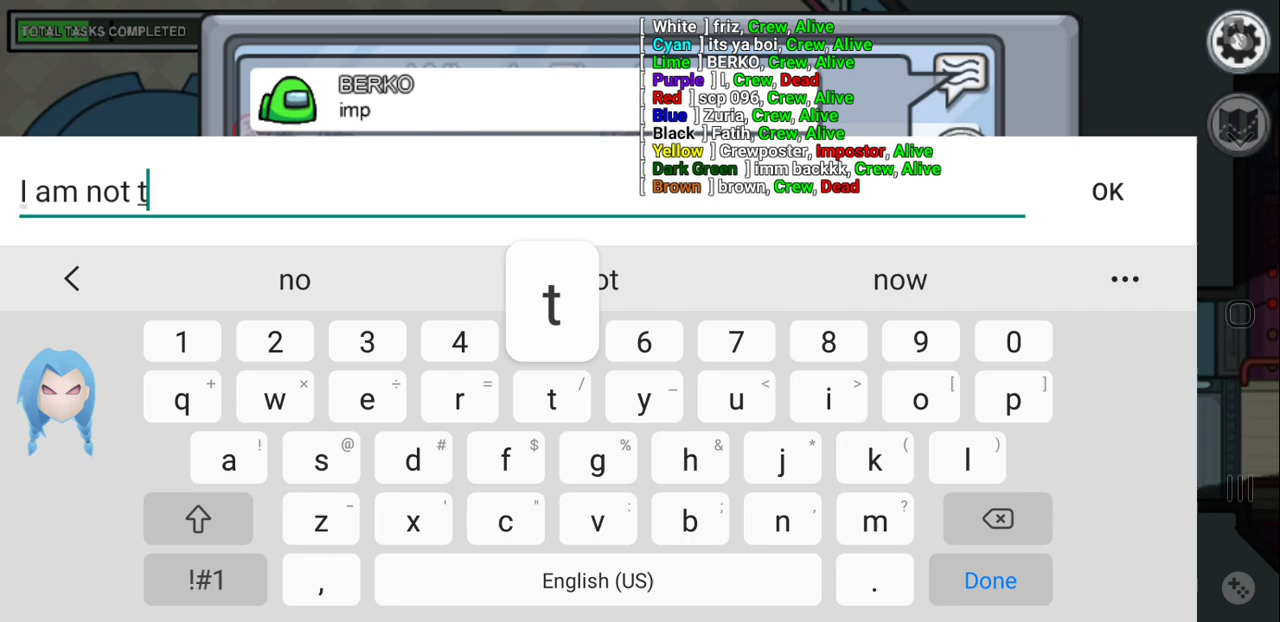 TOTAL TASKS COMPLETED
BERKO
imp
[ White ] friz, Crew, Alive
[ Cyan ] its ya boi, Crew, Alive
[ Lime ] BERKO, Crew, Alive
[ Purple ] l, Crew, Dead
[ Red ] scp 096, Crew, Alive
[ Blue ] Zuria, Crew, Alive
[ Black ] Fatih, Crew, Alive
[ Yellow ] Crewposter, Impostor, Alive
[ Dark Green ] imm backkk, Crew, Alive
[ Brown ] brown, Crew, Dead
I am not t
OK
no
now
t
1 2 3 4 6 7 8 9 0
q + w × e ÷ r = t / y _ u < i > o [ p ]
a ! s @ d # f $ g % h & j * k ( l )
z - x ' c " v : b ; n , m ?
!#1 , English (US) . Done